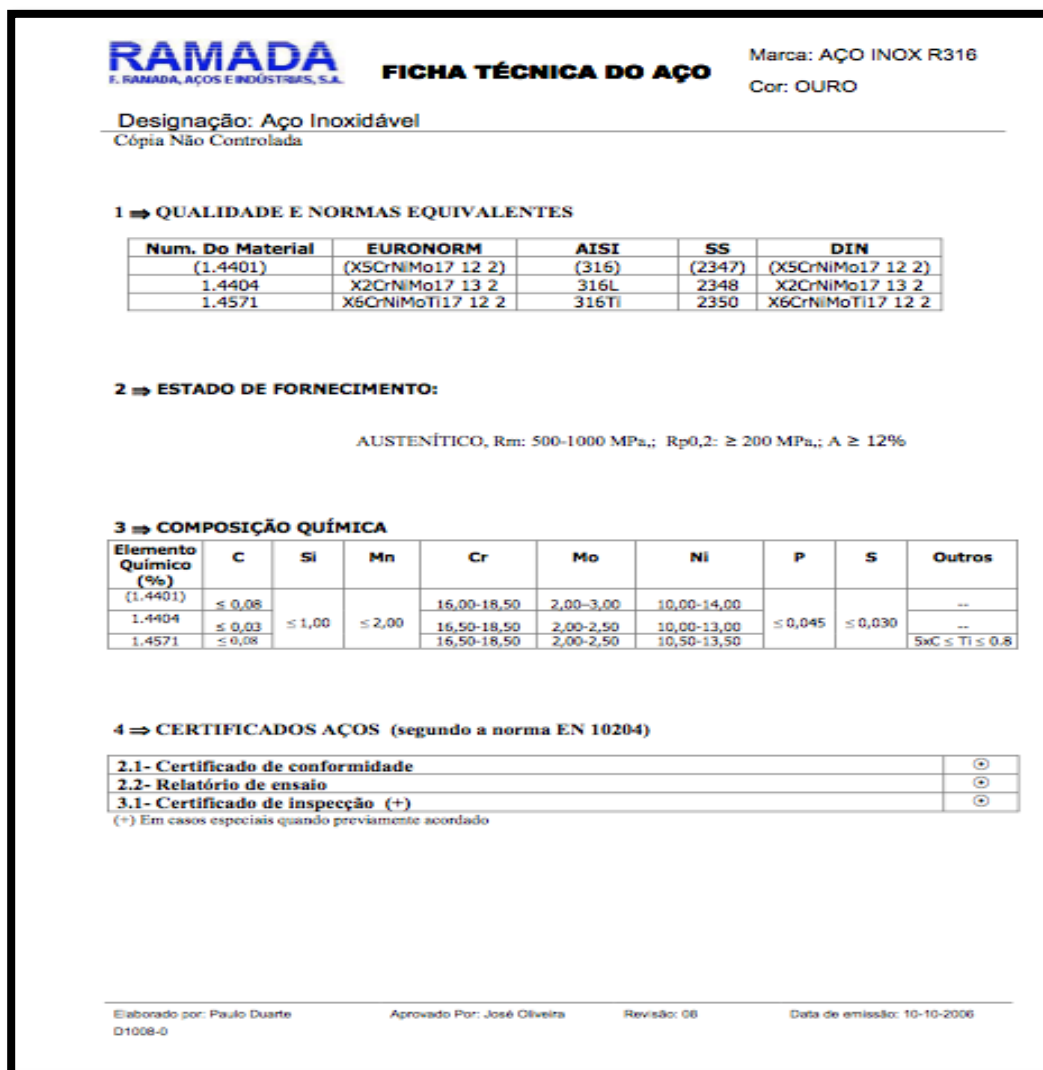 RAMADA
F. RAMADA, AÇOS E INDÚSTRIAS, S.A.
FICHA TÉCNICA DO AÇO
Marca: AÇO INOX R316
Cor: OURO
Designação: Aço Inoxidável
Cópia Não Controlada
1 ⇒ QUALIDADE E NORMAS EQUIVALENTES
Num. Do Material EURONORM AISI SS DIN
(1.4401) (X5CrNiMo17 12 2) (316) (2347) (X5CrNiMo17 12 2)
1.4404 X2CrNiMo17 13 2 316L 2348 X2CrNiMo17 13 2
1.4571 X6CrNiMoTi17 12 2 316Ti 2350 X6CrNiMoTi17 12 2
2 ⇒ ESTADO DE FORNECIMENTO:
AUSTENÍTICO, Rm: 500-1000 MPa,; Rp0,2: ≥ 200 MPa,; A ≥ 12%
3 ⇒ COMPOSIÇÃO QUÍMICA
Elemento Químico (%) C Si Mn Cr Mo Ni P S Outros
(1.4401) ≤ 0,08 16,00-18,50 2,00–3,00 10,00-14,00 --
1.4404 ≤ 0,03 ≤ 1,00 ≤ 2,00 16,50-18,50 2,00-2,50 10,00-13,00 ≤ 0,045 ≤ 0,030 --
1.4571 ≤ 0,08 16,50-18,50 2,00-2,50 10,50-13,50 5xC ≤ Ti ≤ 0.8
4 ⇒ CERTIFICADOS AÇOS (segundo a norma EN 10204)
2.1- Certificado de conformidade
2.2- Relatório de ensaio
3.1- Certificado de inspecção (+)
(+) Em casos especiais quando previamente acordado
Elaborado por: Paulo Duarte Aprovado Por: José Oliveira Revisão: 08 Data de emissão: 10-10-2006
D1008-0